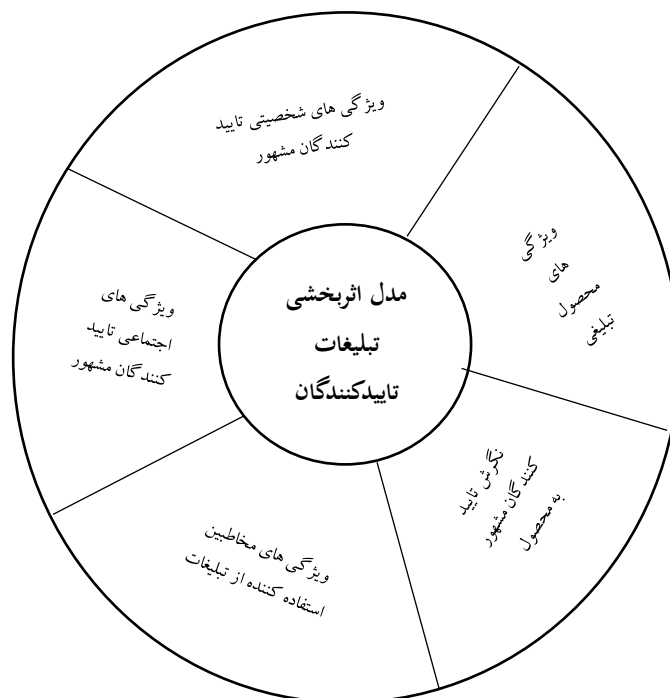 ویژگی های شخصیتی تایید
کنندگان مشهور
ویژگی
های
محصول
تبلیغی
مدل اثربخشی
تبلیغات
تاییدکنندگان
ویژگی های
اجتماعی تایید
کنندگان مشهور
نگرش تایید
کنندگان مشهور
به محصول
ویژگی های مخاطبین
استفاده کننده از تبلیغات